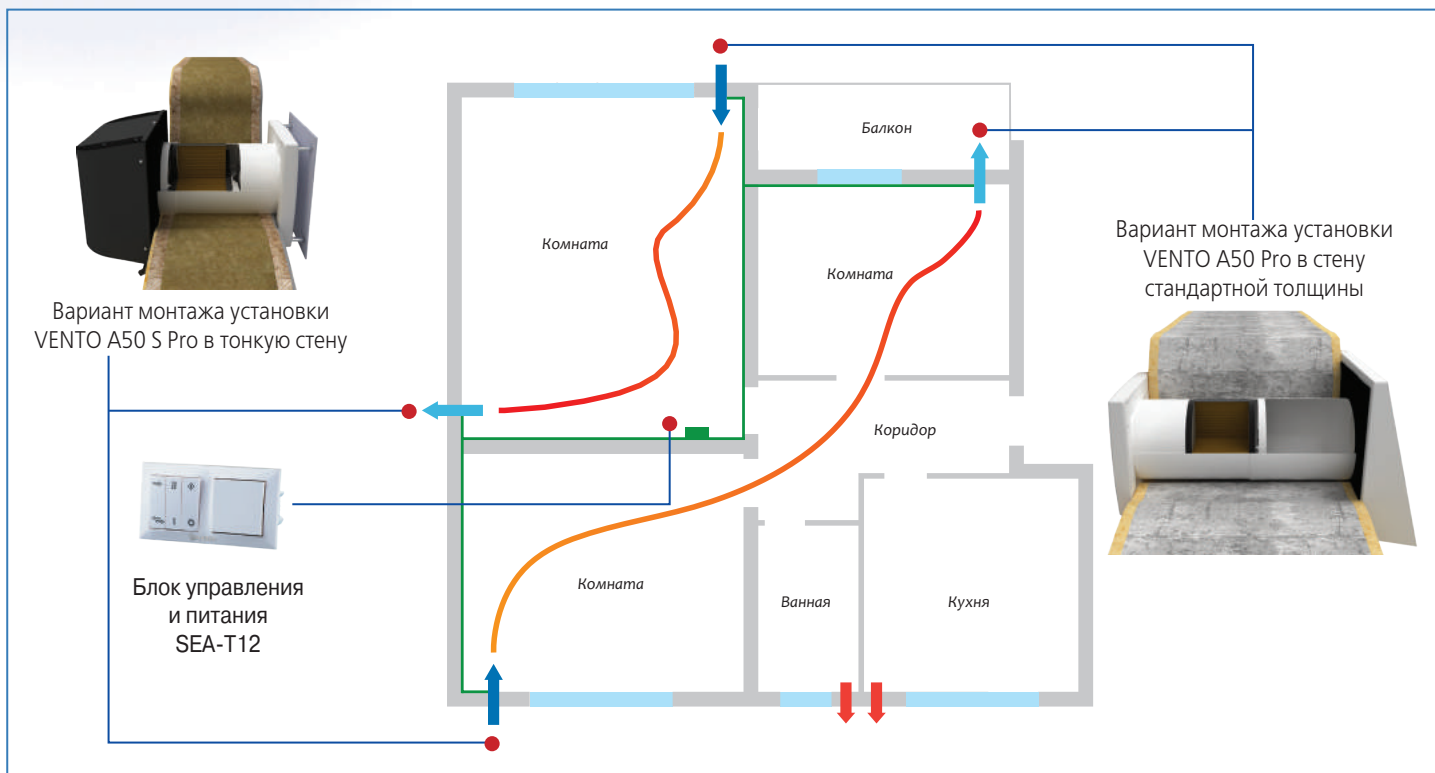 Балкон
Комната
Комната
Вариант монтажа установки
VENTO A50 Pro в стену
стандартной толщины
Вариант монтажа установки
VENTO A50 S Pro в тонкую стену
Коридор
Блок управления
и питания
SEA-T12
Комната
Ванная
Кухня